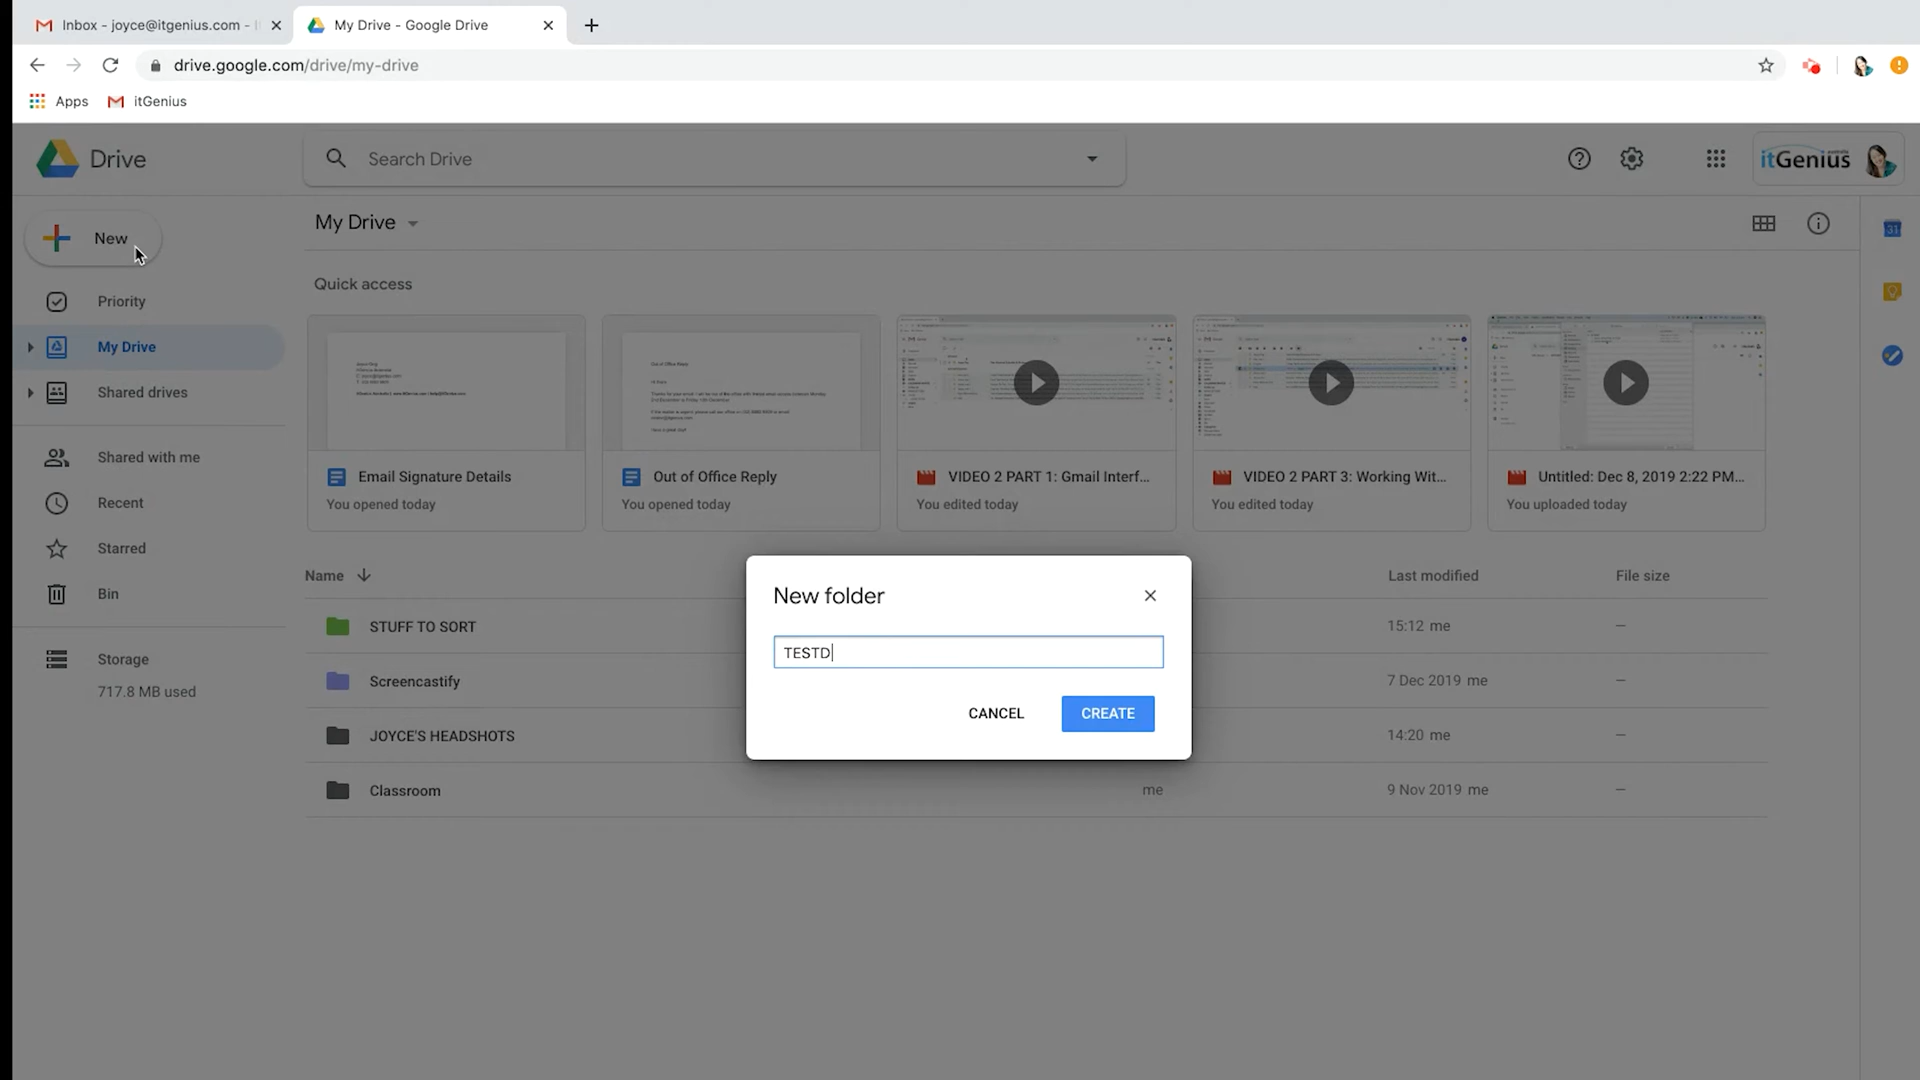 Inbox - joyce@itgenius.com -
My Drive - Google Drive
drive.google.com/drive/my-drive
Apps
itGenius
Drive
Search Drive
itGenius
New
My Drive
31
Quick access
Priority
My Drive
Shared drives
Shared with me
Recent
Starred
Bin
Storage
717.8 MB used
Out of Office Reply
Email Signature Details
You opened today
Out of Office Reply
You opened today
VIDEO 2 PART 1: Gmail Interf...
You edited today
VIDEO 2 PART 3: Working Wit...
You edited today
Untitled: Dec 8, 2019 2:22 PM...
You uploaded today
Name
Last modified
File size
STUFF TO SORT
15:12 me
–
Screencastify
7 Dec 2019 me
–
JOYCE'S HEADSHOTS
14:20 me
–
Classroom
me
9 Nov 2019 me
–
New folder
TESTD
CANCEL
CREATE